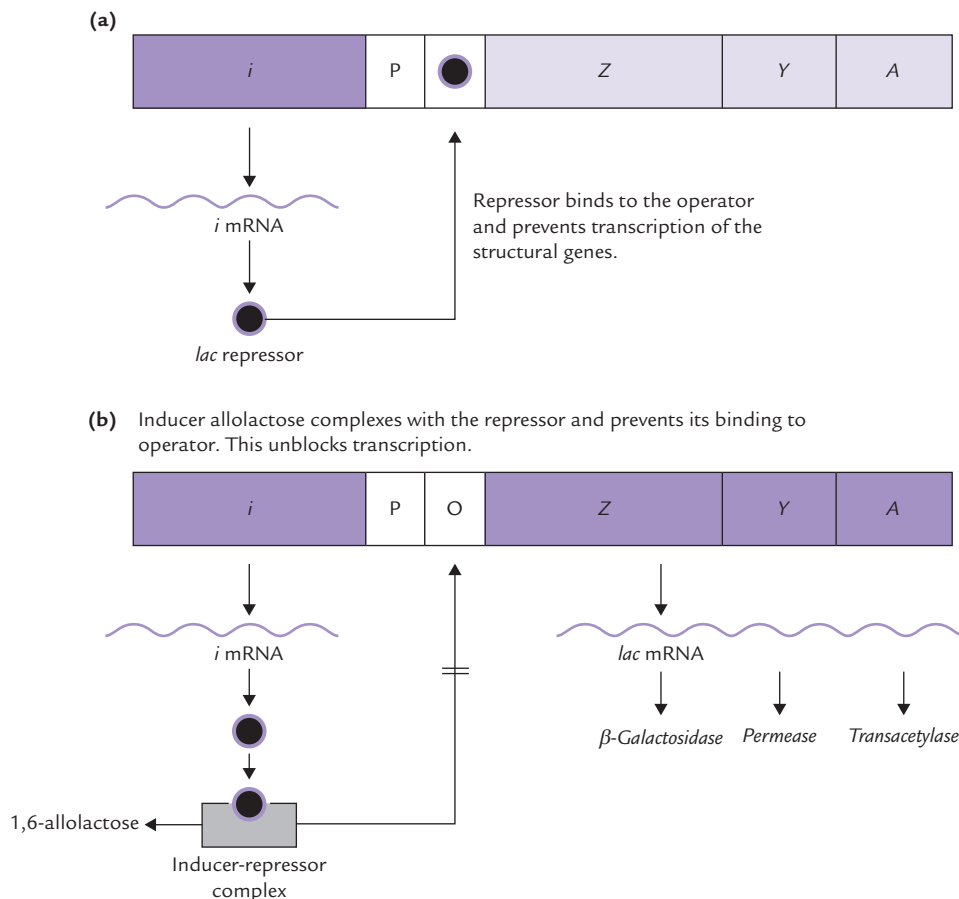 (a)
i P Z Y A
i mRNA
Repressor binds to the operator
and prevents transcription of the
structural genes.
lac repressor
(b) Inducer allolactose complexes with the repressor and prevents its binding to
operator. This unblocks transcription.
i P O Z Y A
i mRNA
lac mRNA
β-Galactosidase Permease Transacetylase
1,6-allolactose
Inducer-repressor
complex